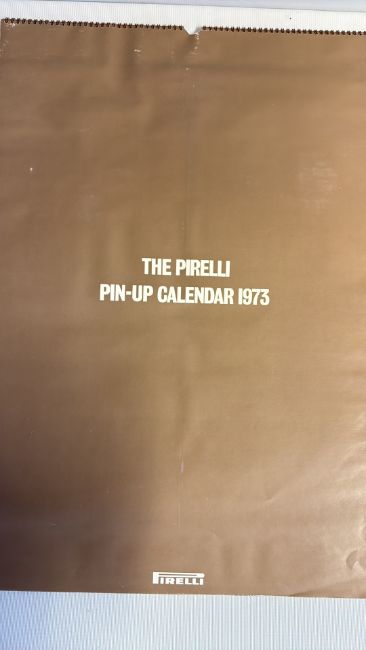 THE PIRELLI
PIN-UP CALENDAR 1973
PIRELLI